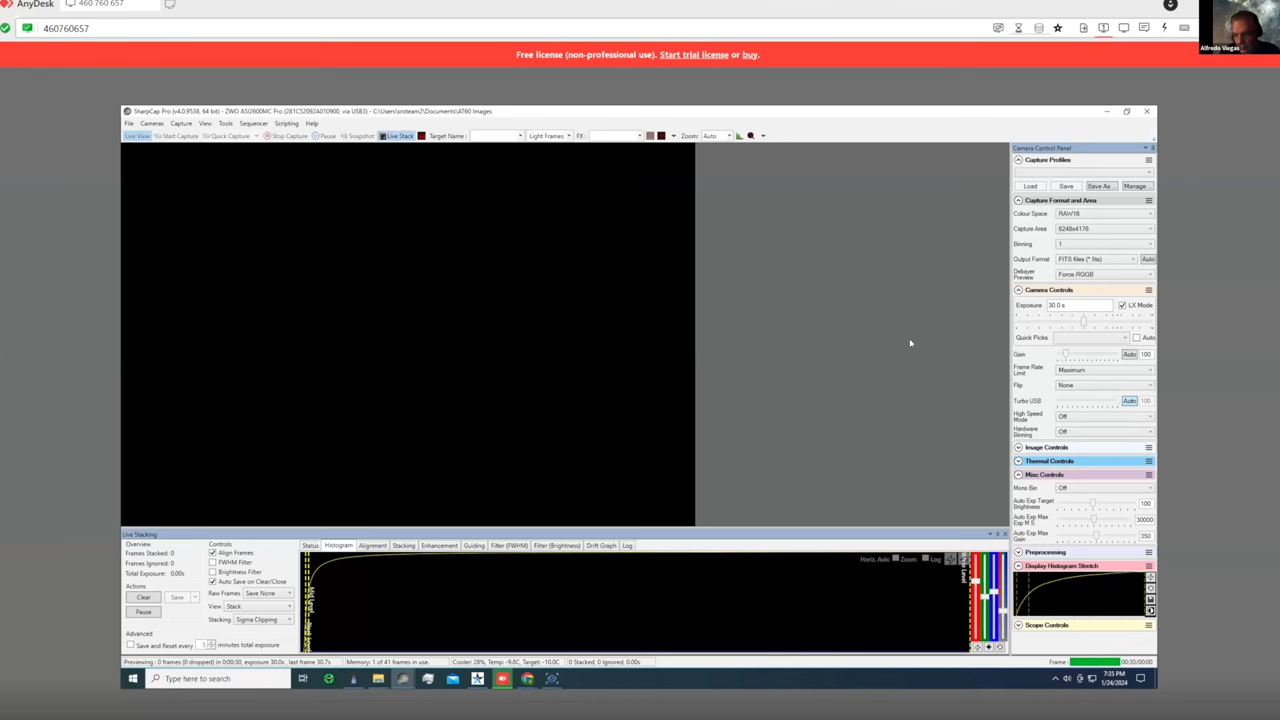 AnyDesk
460 760 657
460760657
Alfredo Viegas
Free license (non-professional use). Start trial license or buy.
SharpCap Pro (v4.0.9538, 64 bit) - ZWO ASI2600MC Pro (281C52092A010900, via USB3) - C:\Users\sroteam2\Documents\AT60 Images
File Cameras Capture View Tools Sequencer Scripting Help
Live View Start Capture Quick Capture Stop Capture Pause Snapshot Live Stack Target Name: Light Frames FX: Zoom: Auto
Camera Control Panel
Capture Profiles
Load Save Save As... Manage...
Capture Format and Area
Colour Space RAW16
Capture Area 6248x4176
Binning 1
Output Format FITS files (*.fits) Auto
Debayer Preview Force RGGB
Camera Controls
Exposure 30.0 s LX Mode
Quick Picks Auto
Gain Auto 100
Frame Rate Limit Maximum
Flip None
Turbo USB Auto 100
High Speed Mode Off
Hardware Binning Off
Image Controls
Thermal Controls
Misc Controls
Mono Bin Off
Auto Exp Target Brightness 100
Auto Exp Max Exp M S 30000
Auto Exp Max Gain 350
Preprocessing
Display Histogram Stretch
Scope Controls
Live Stacking
Overview
Frames Stacked: 0
Frames Ignored: 0
Total Exposure: 0.00s
Actions
Clear Save
Pause
Advanced
Save and Reset every 5 minutes total exposure
Controls
Align Frames
FWHM Filter
Brightness Filter
Auto Save on Clear/Close
Raw Frames Save None
View Stack
Stacking Sigma Clipping
Status Histogram Alignment Stacking Enhancement Guiding Filter (FWHM) Filter (Brightness) Drift Graph Log
Horiz. Axis: Zoom Log
Previewing : 0 frames (0 dropped) in 0:00:30, exposure 30.0s , last frame 30.7s Memory: 1 of 41 frames in use. Cooler: 28%, Temp: -9.8C, Target: -10.0C 0 Stacked, 0 Ignored, 0.00s Frame: 00:30/00:00
Type here to search
7:35 PM
1/24/2024